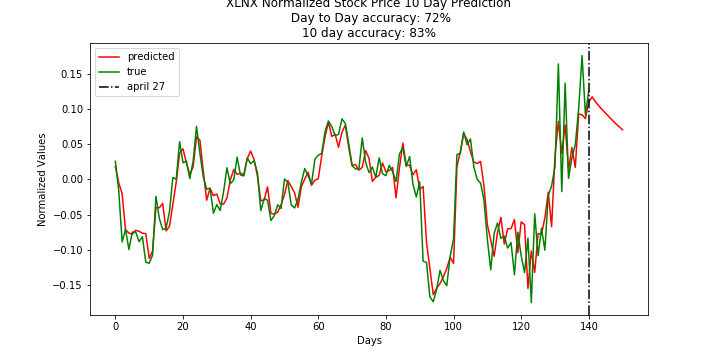 XLNX Normalized Stock Price 10 Day Prediction
Day to Day accuracy: 72%
10 day accuracy: 83%
predicted
true
april 27
0.15
0.10
0.05
0.00
−0.05
−0.10
−0.15
Normalized Values
0 20 40 60 80 100 120 140
Days